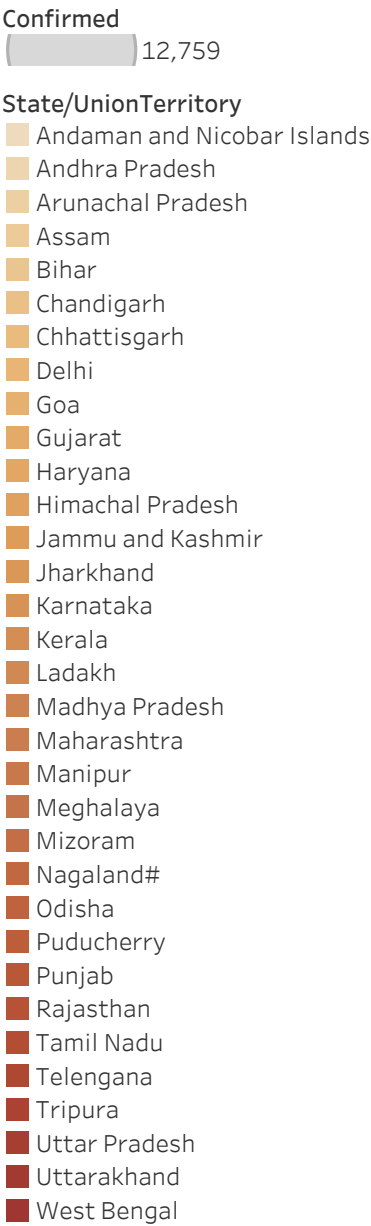 Confirmed
12,759
State/UnionTerritory
Andaman and Nicobar Islands
Andhra Pradesh
Arunachal Pradesh
Assam
Bihar
Chandigarh
Chhattisgarh
Delhi
Goa
Gujarat
Haryana
Himachal Pradesh
Jammu and Kashmir
Jharkhand
Karnataka
Kerala
Ladakh
Madhya Pradesh
Maharashtra
Manipur
Meghalaya
Mizoram
Nagaland#
Odisha
Puducherry
Punjab
Rajasthan
Tamil Nadu
Telengana
Tripura
Uttar Pradesh
Uttarakhand
West Bengal